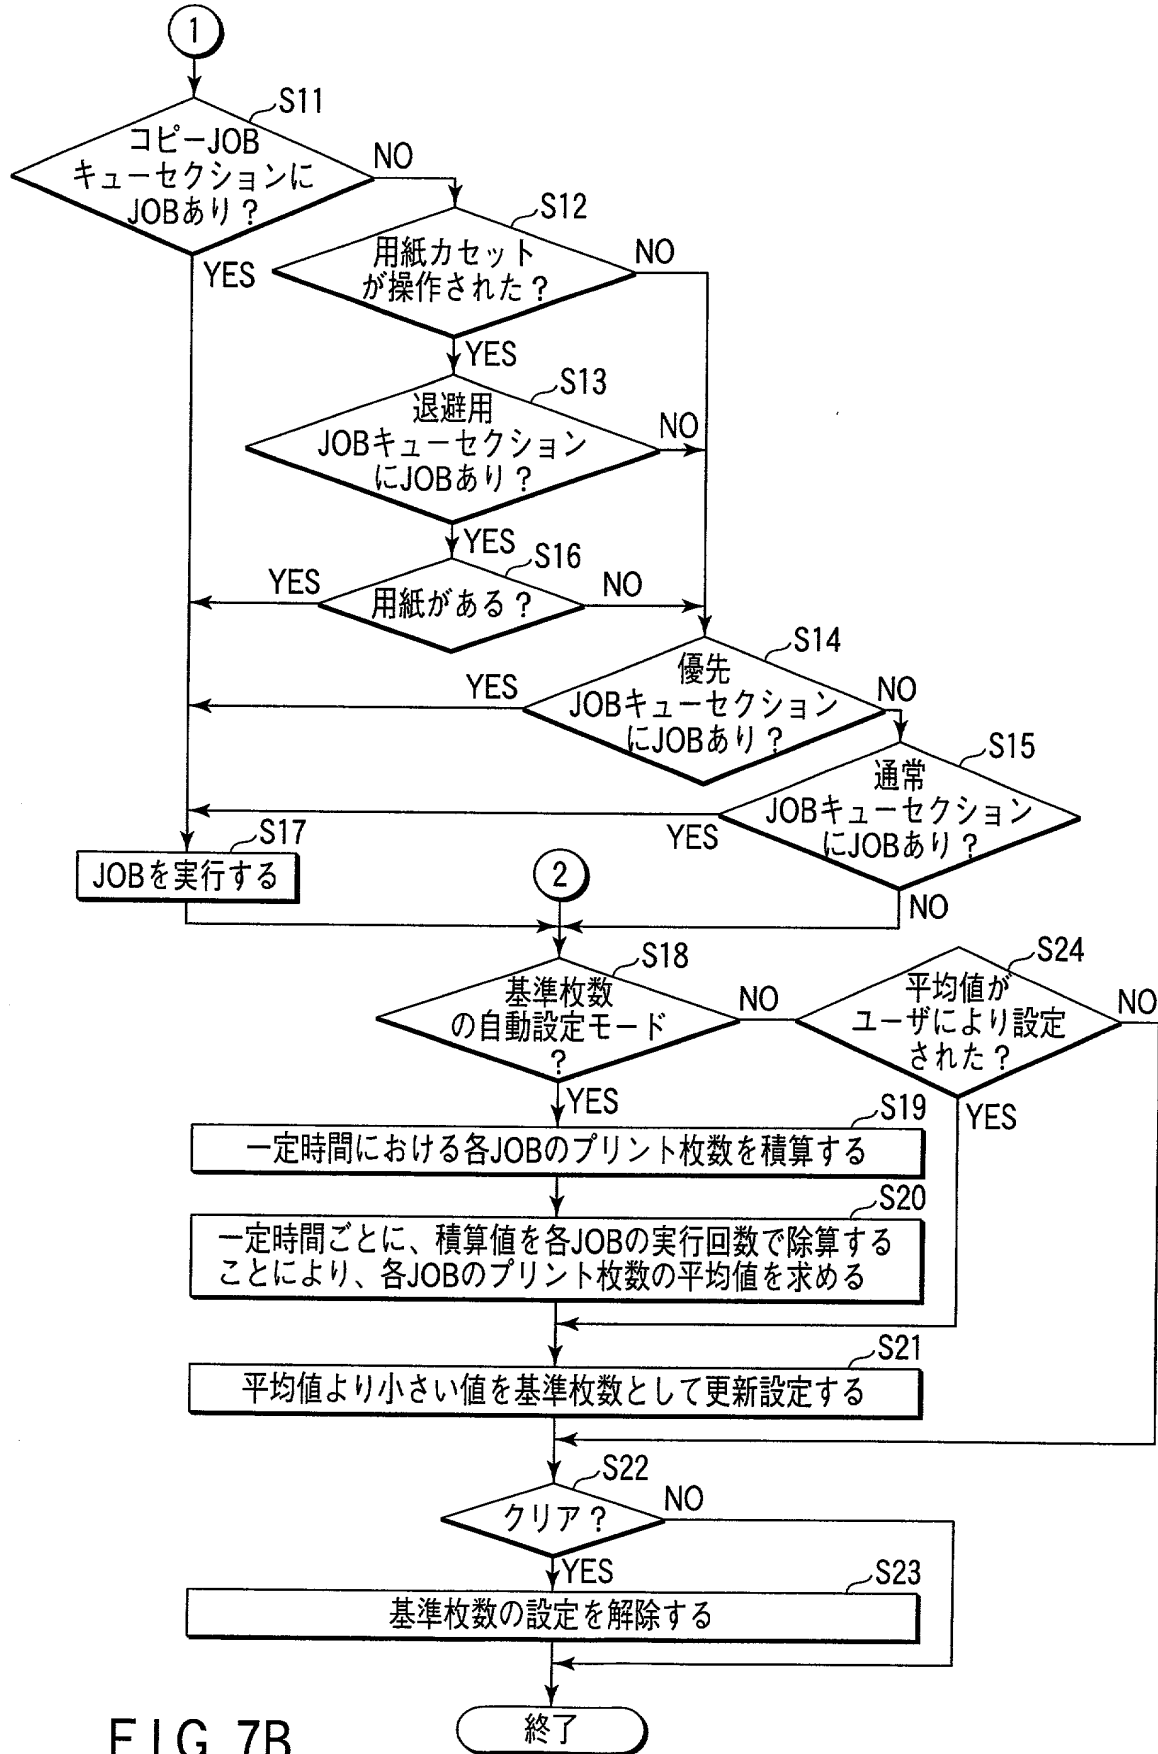 1
S11
コピーJOB
キューセクションに
JOBあり？
NO
YES
S12
用紙カセット
が操作された？
NO
YES
S13
退避用
JOBキューセクション
にJOBあり？
NO
YES
S16
用紙がある？
YES
NO
S14
優先
JOBキューセクション
にJOBあり？
YES
NO
S15
通常
JOBキューセクション
にJOBあり？
YES
NO
S17
JOBを実行する
2
S18
基準枚数
の自動設定モード
？
NO
YES
S24
平均値が
ユーザにより設定
された？
NO
YES
S19
一定時間における各JOBのプリント枚数を積算する
S20
一定時間ごとに、積算値を各JOBの実行回数で除算する
ことにより、各JOBのプリント枚数の平均値を求める
S21
平均値より小さい値を基準枚数として更新設定する
S22
クリア？
NO
YES
S23
基準枚数の設定を解除する
終了
FIG. 7B